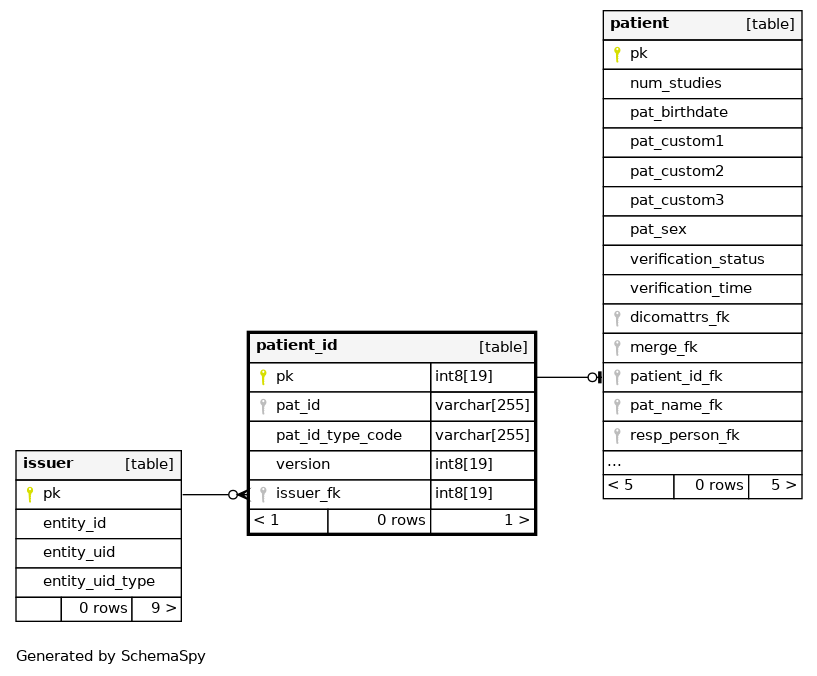 patient [table]
pk
num_studies
pat_birthdate
pat_custom1
pat_custom2
pat_custom3
pat_sex
verification_status
verification_time
dicomattrs_fk
merge_fk
patient_id_fk
pat_name_fk
resp_person_fk
...
< 5 0 rows 5 >
patient_id [table]
pk int8[19]
pat_id varchar[255]
pat_id_type_code varchar[255]
version int8[19]
issuer_fk int8[19]
< 1 0 rows 1 >
issuer [table]
pk
entity_id
entity_uid
entity_uid_type
0 rows 9 >
Generated by SchemaSpy